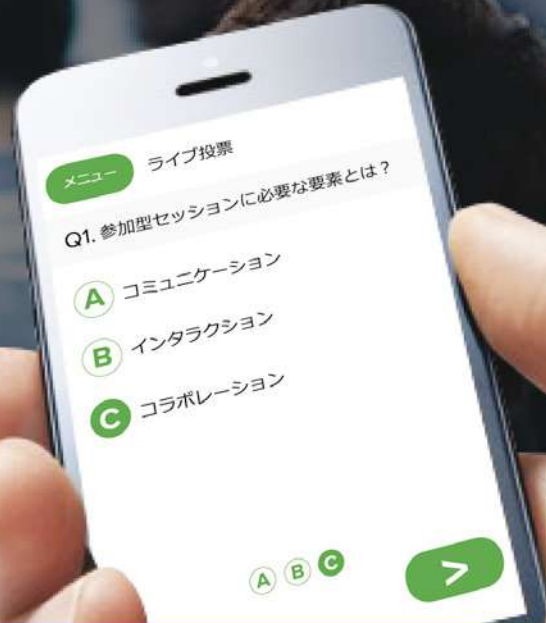 メニュー ライブ投票
Q1. 参加型セッションに必要な要素とは？
A コミュニケーション
B インタラクション
C コラボレーション
A B C
>